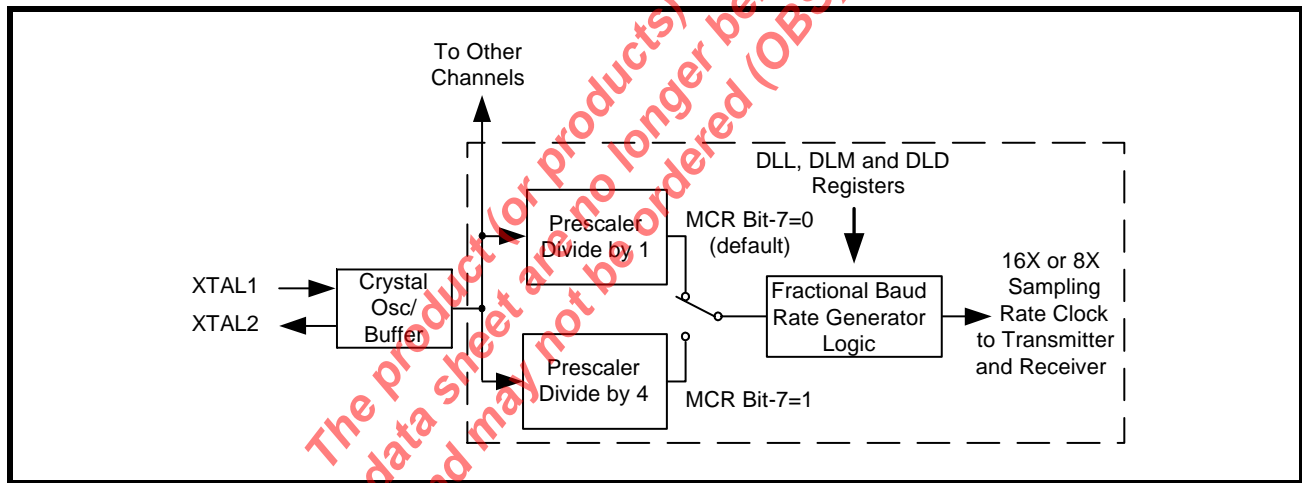 To Other
Channels
DLL, DLM and DLD
Registers
Prescaler
Divide by 1
MCR Bit-7=0
(default)
XTAL1
XTAL2
Crystal
Osc/
Buffer
Fractional Baud
Rate Generator
Logic
16X or 8X
Sampling
Rate Clock
to Transmitter
and Receiver
Prescaler
Divide by 4
MCR Bit-7=1
The product (or products)
data sheet are no longer
may not be ordered